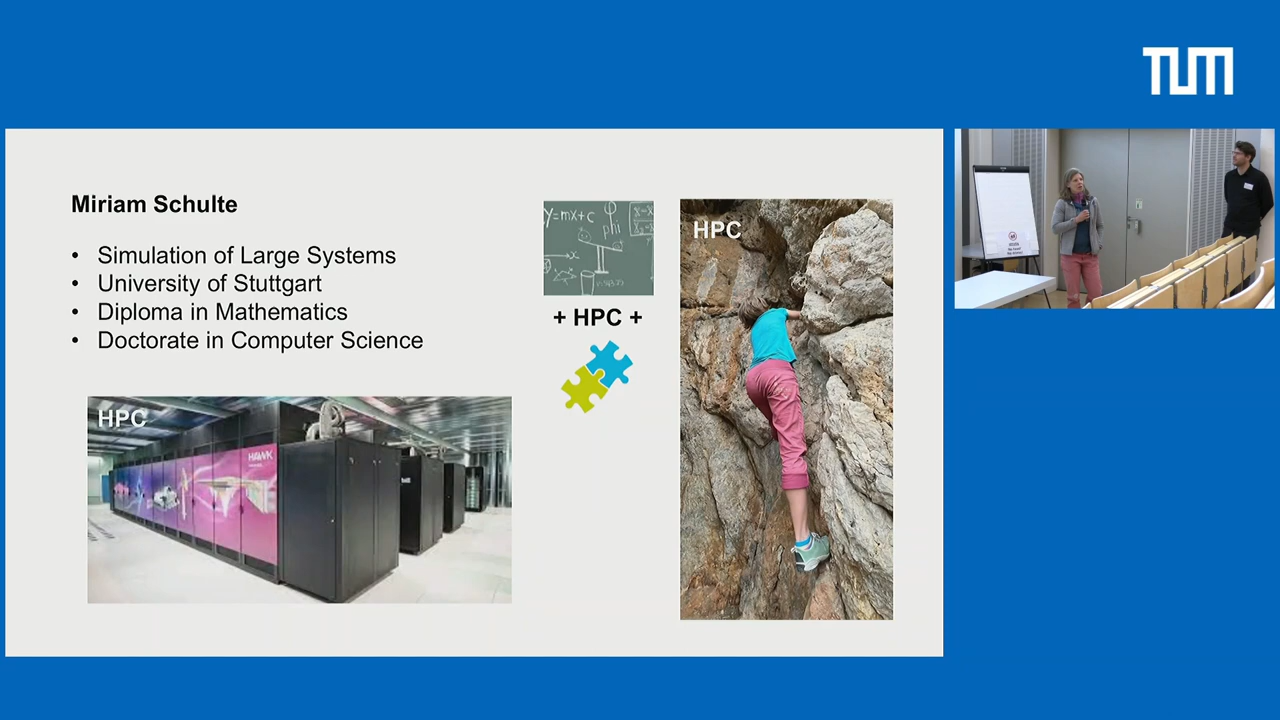 TUM
Miriam Schulte
• Simulation of Large Systems
• University of Stuttgart
• Diploma in Mathematics
• Doctorate in Computer Science
y=mx+c
φ
phi
+ HPC +
HPC
HAWK
HPC